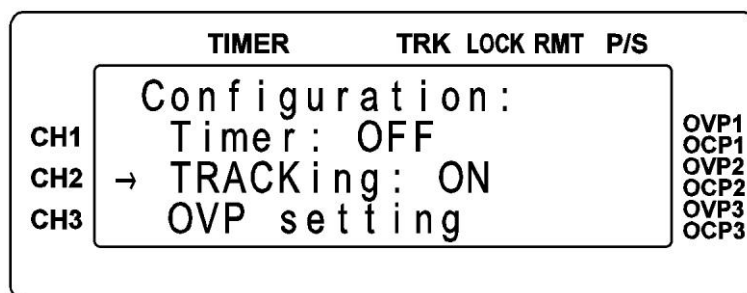 TIMER TRK LOCK RMT P/S
Configuration:
CH1 Timer: OFF OVP1
OCP1
CH2 → TRACKing: ON OVP2
OCP2
CH3 OVP setting OVP3
OCP3